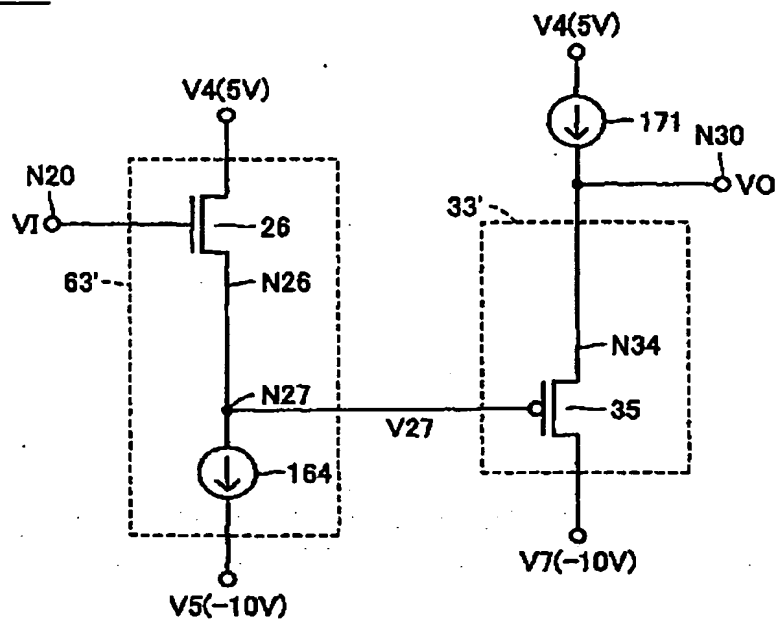 V4(5V)
V4(5V)
171
N30
N20
VO
VI
26
33'
63'
N26
N34
N27
35
V27
164
V7(-10V)
V5(-10V)